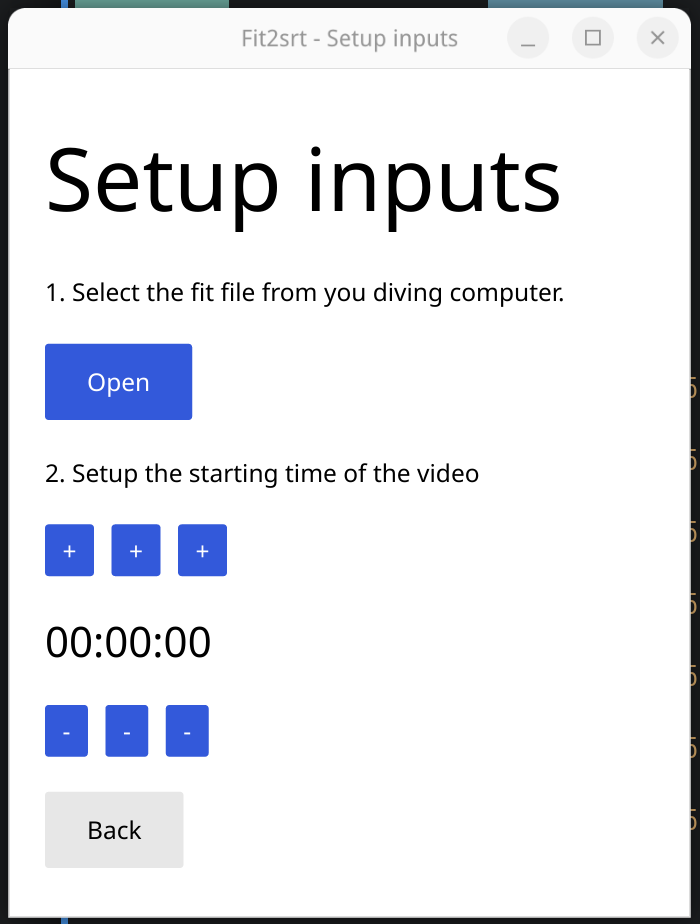 Fit2srt - Setup inputs
Setup inputs
1. Select the fit file from you diving computer.
Open
2. Setup the starting time of the video
+ + +
00:00:00
- - -
Back